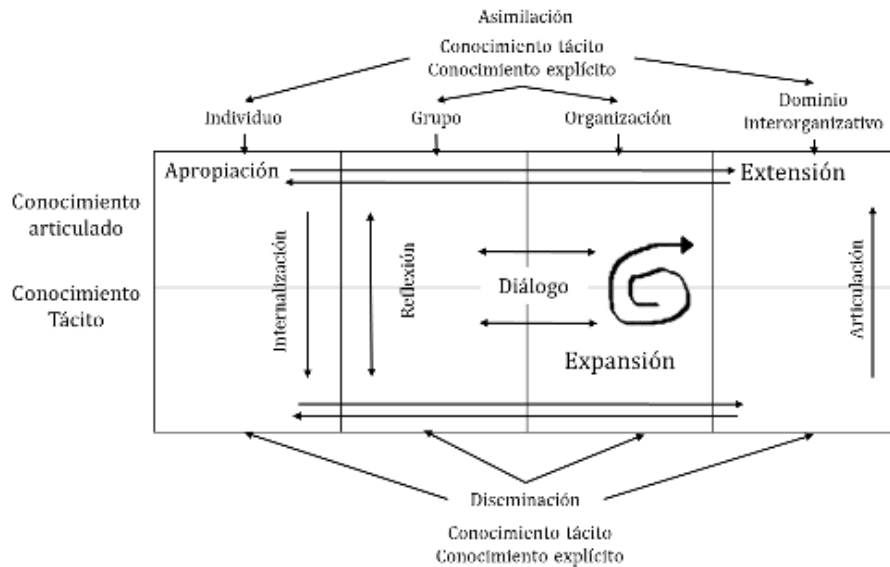 Asimilación
Conocimiento tácito
Conocimiento explícito
Individuo
Grupo
Organización
Dominio
interorganizativo
Apropiación
Extensión
Conocimiento
articulado
Conocimiento
Tácito
Internalización
Reflexión
Diálogo
Expansión
Articulación
Diseminación
Conocimiento tácito
Conocimiento explícito